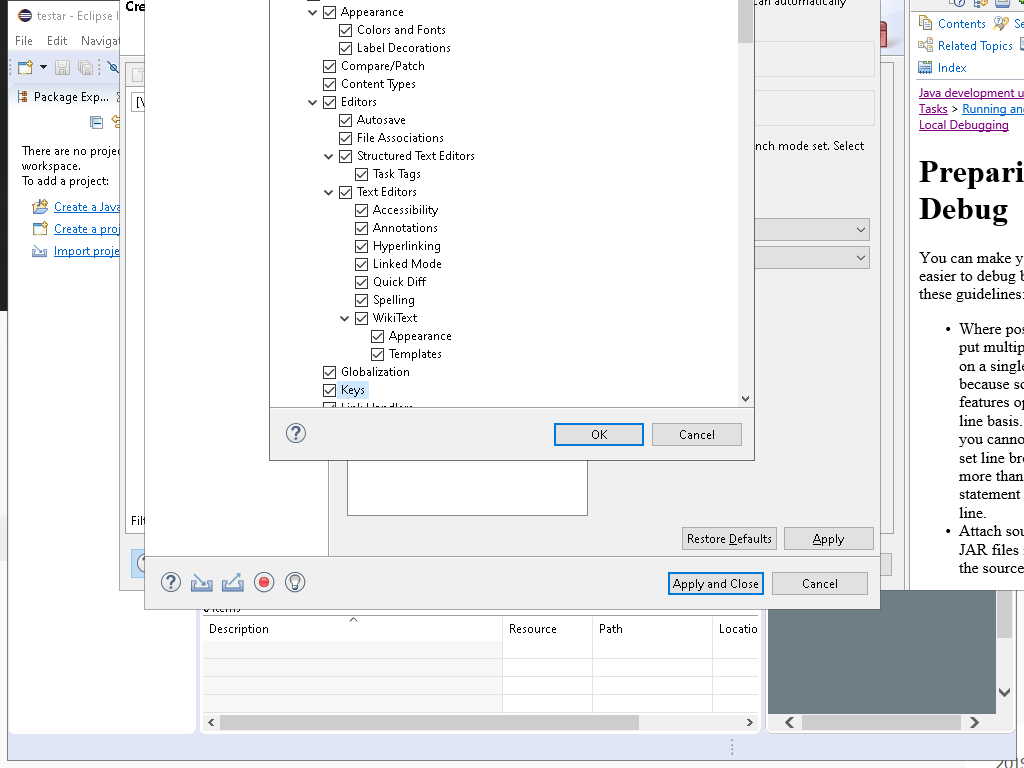 testar - Eclipse I
File Edit Navigat
Package Exp...
There are no projec
workspace.
To add a project:
Create a Java
Create a proj
Import proje
Cre
Filt
Appearance
Colors and Fonts
Label Decorations
Compare/Patch
Content Types
Editors
Autosave
File Associations
Structured Text Editors
Task Tags
Text Editors
Accessibility
Annotations
Hyperlinking
Linked Mode
Quick Diff
Spelling
WikiText
Appearance
Templates
Globalization
Keys
Link Handlers
OK Cancel
can automatically
nch mode set. Select
Restore Defaults Apply
Apply and Close Cancel
Items
Description Resource Path Locatio
Contents Se
Related Topics
Index
Java development u
Tasks > Running and
Local Debugging
Prepari
Debug
You can make y
easier to debug b
these guidelines:
• Where pos
put multip
on a single
because so
features op
line basis.
you canno
set line bre
more than
statement
line.
• Attach sou
JAR files
the source
2019